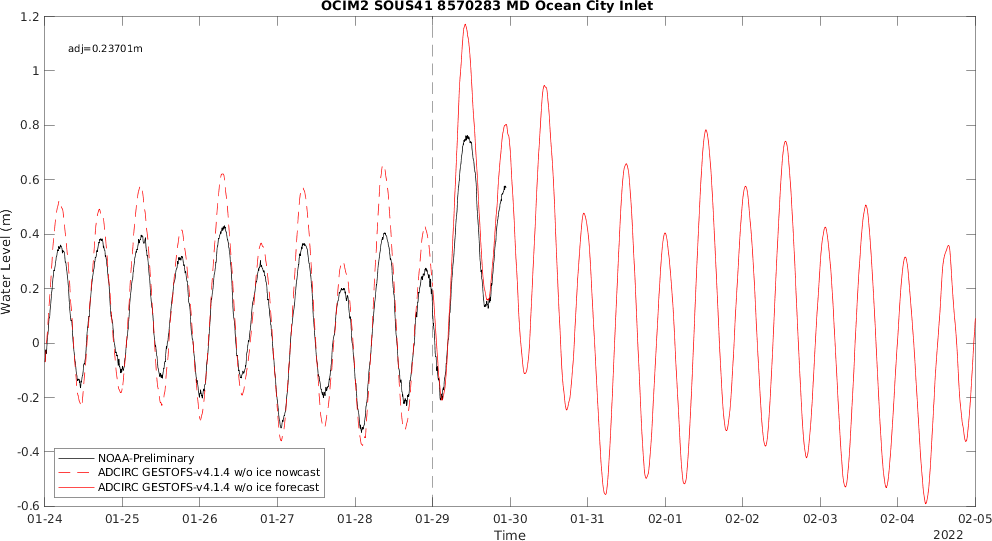 OCIM2 SOUS41 8570283 MD Ocean City Inlet
adj=0.23701m
1.2
1
0.8
0.6
0.4
0.2
0
-0.2
-0.4
-0.6
Water Level (m)
NOAA-Preliminary
ADCIRC GESTOFS-v4.1.4 w/o ice nowcast
ADCIRC GESTOFS-v4.1.4 w/o ice forecast
01-24 01-25 01-26 01-27 01-28 01-29 01-30 01-31 02-01 02-02 02-03 02-04 02-05
Time
2022